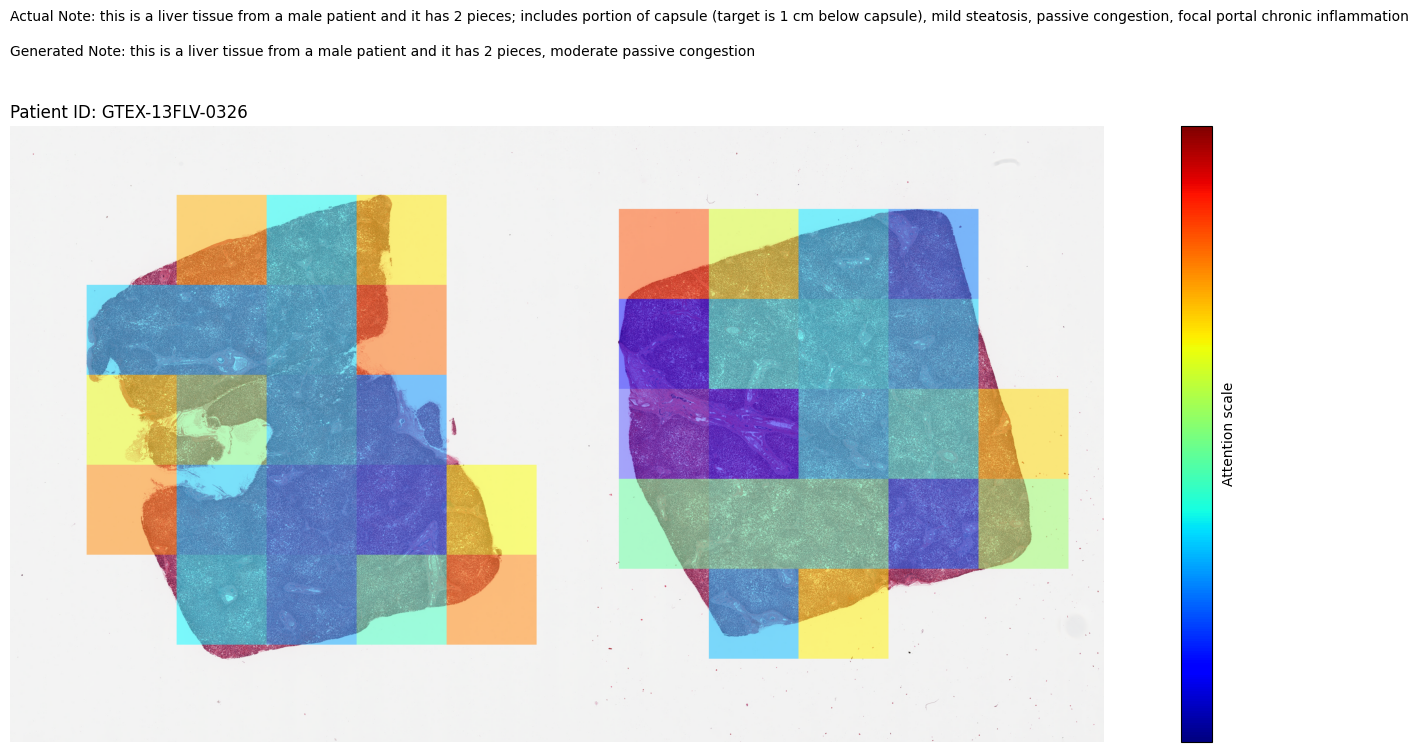 Actual Note: this is a liver tissue from a male patient and it has 2 pieces; includes portion of capsule (target is 1 cm below capsule), mild steatosis, passive congestion, focal portal chronic inflammation
Generated Note: this is a liver tissue from a male patient and it has 2 pieces, moderate passive congestion
Patient ID: GTEX-13FLV-0326
Attention scale